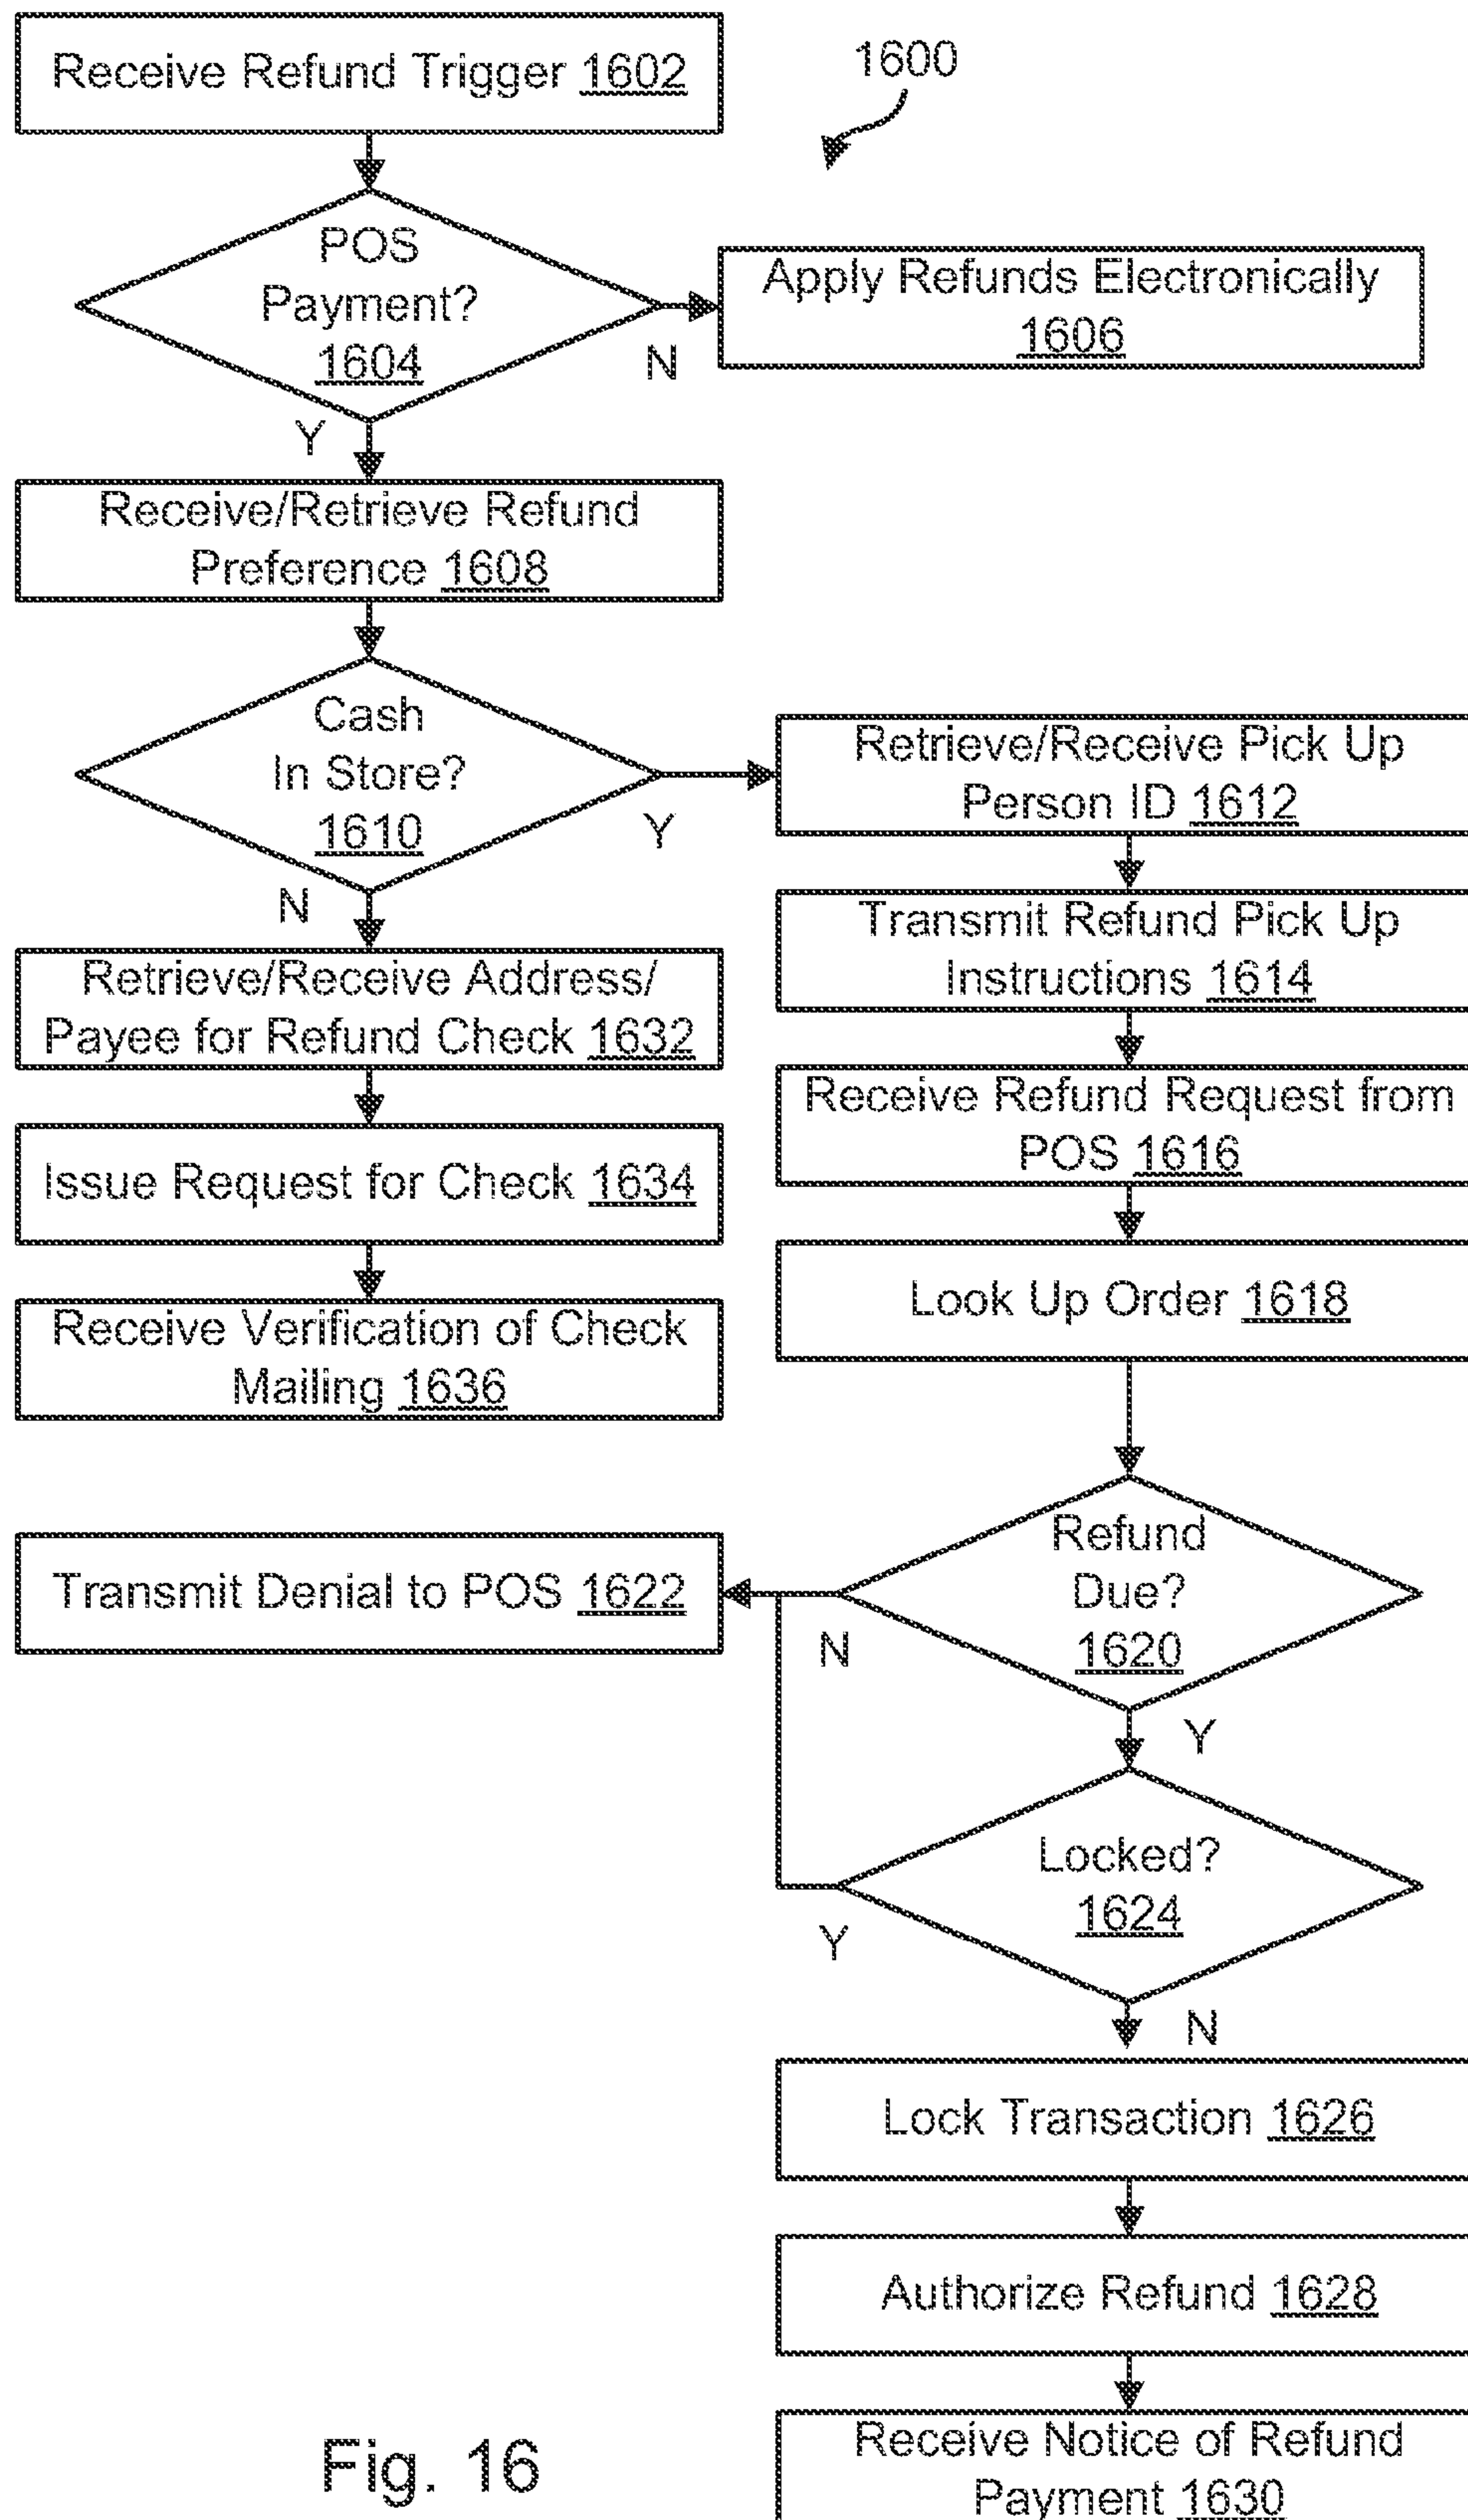 Receive Refund Trigger 1602
1600
POS
Payment?
1604
N
Y
Apply Refunds Electronically
1606
Receive/Retrieve Refund
Preference 1608
Cash
In Store?
1610
Y
N
Retrieve/Receive Pick Up
Person ID 1612
Transmit Refund Pick Up
Instructions 1614
Receive Refund Request from
POS 1616
Look Up Order 1618
Retrieve/Receive Address/
Payee for Refund Check 1632
Issue Request for Check 1634
Receive Verification of Check
Mailing 1636
Refund
Due?
1620
N
Y
Transmit Denial to POS 1622
Locked?
1624
Y
N
Lock Transaction 1626
Authorize Refund 1628
Receive Notice of Refund
Payment 1630
Fig. 16